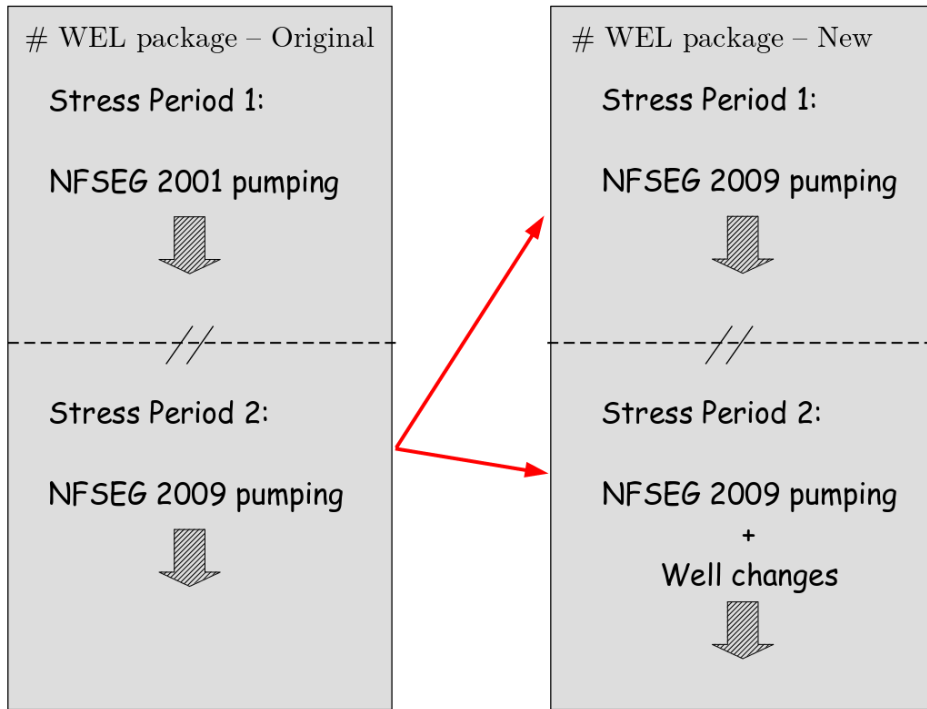 # WEL package – Original
Stress Period 1:
NFSEG 2001 pumping
Stress Period 2:
NFSEG 2009 pumping
# WEL package – New
Stress Period 1:
NFSEG 2009 pumping
Stress Period 2:
NFSEG 2009 pumping
+
Well changes